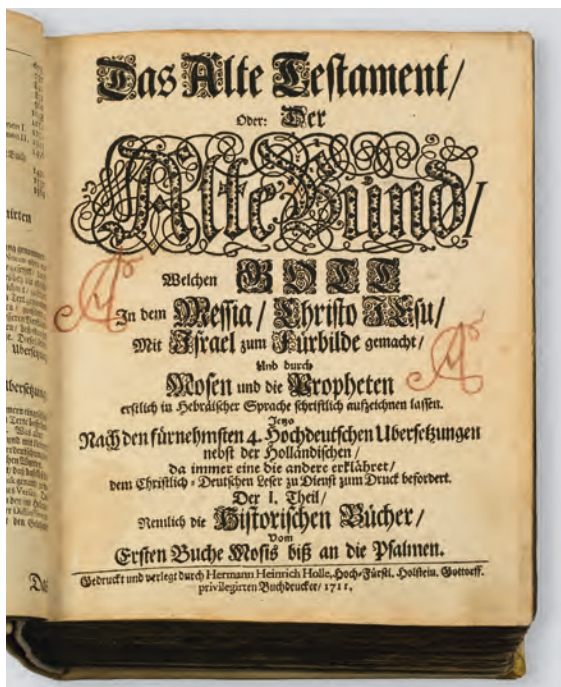 Das Alte Testament/
Oder: Der
Alte Bund/
Welchen GOTT
In dem Messia/ Christo JEsu/
Mit Israel zum Fürbilde gemacht/
Und durch
Mosen und die Propheten
erstlich in Hebräischer Sprache schriftlich aufzeichnen lassen.
Jetzo
Nach den fürnehmsten 4. Hochdeutschen Ubersetzungen
nebst der Holländischen/
da immer eine die andere erklähret/
dem Christlich-Deutschen Leser zu Dienst zum Druck befordert.
Der I. Theil/
Nemlich die Historischen Bücher/
Vom
Ersten Buche Mosis biß an die Psalmen.
Gedruckt und verlegt durch Hermann Heinrich Holle, Hoch-Fürstl. Holstein. Gottorff.
privilegirten Buchdrucker/ 1711.